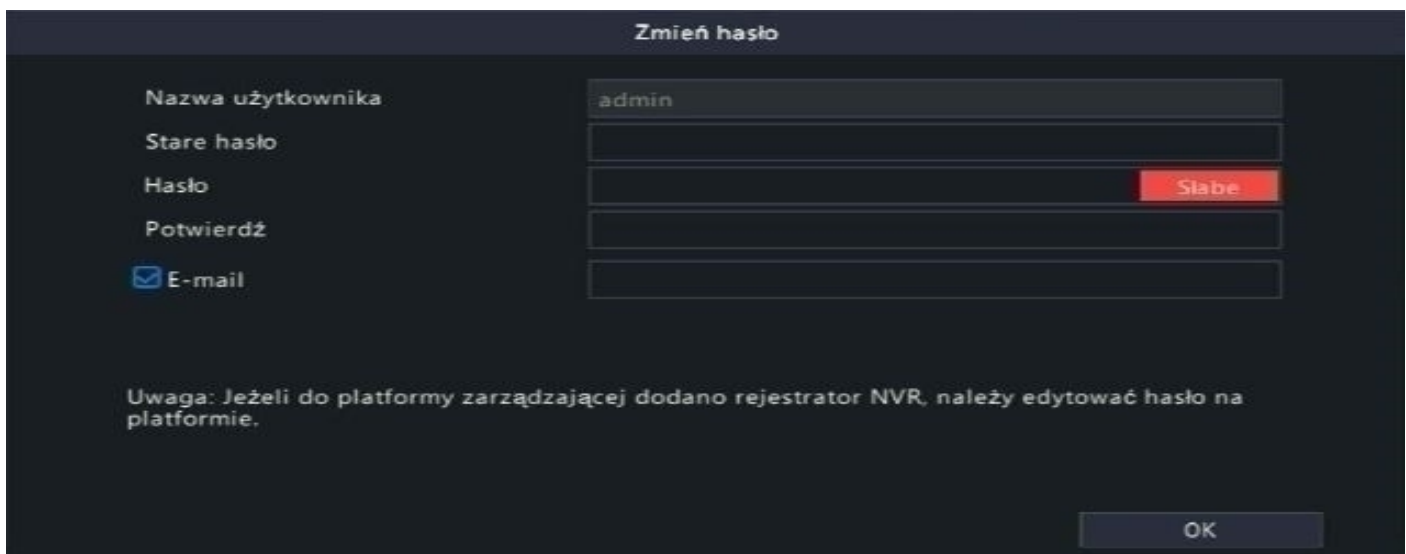 Zmień hasło
Nazwa użytkownika admin
Stare hasło
Hasło Słabe
Potwierdź
E-mail
Uwaga: Jeżeli do platformy zarządzającej dodano rejestrator NVR, należy edytować hasło na
platformie.
OK